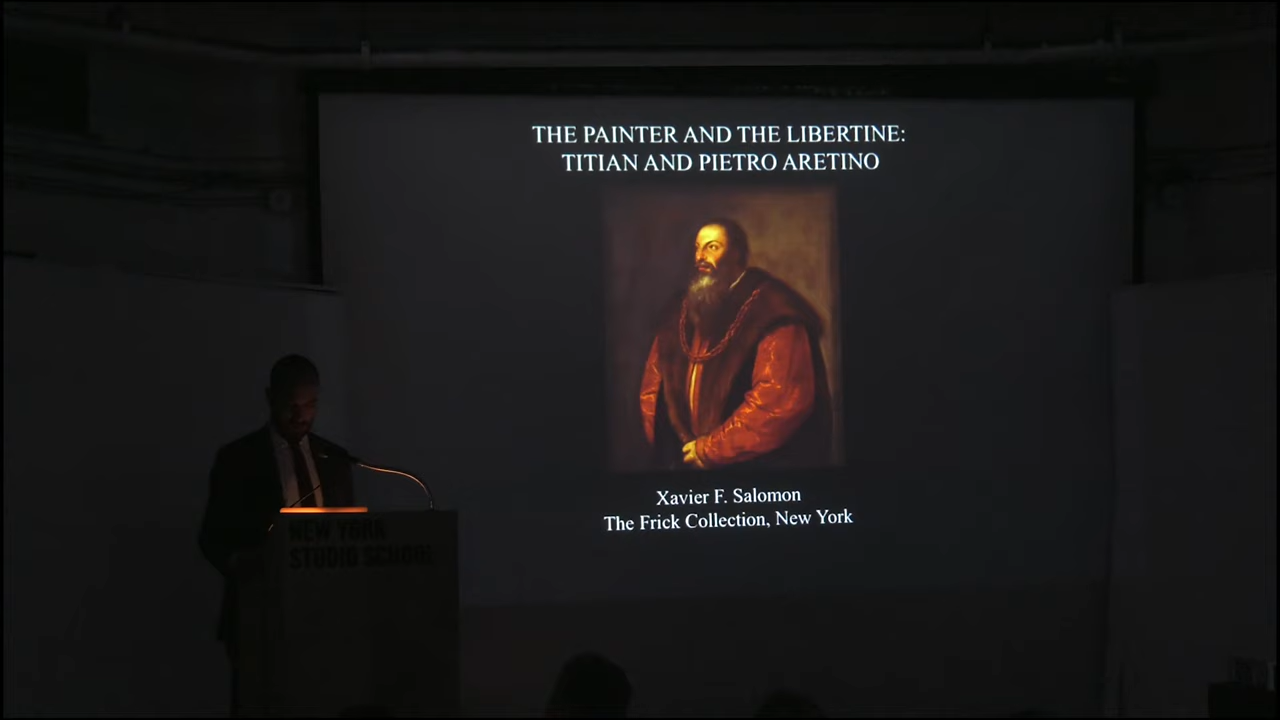 THE PAINTER AND THE LIBERTINE:
TITIAN AND PIETRO ARETINO
Xavier F. Salomon
The Frick Collection, New York
NEW YORK
STUDIO SCHOOL